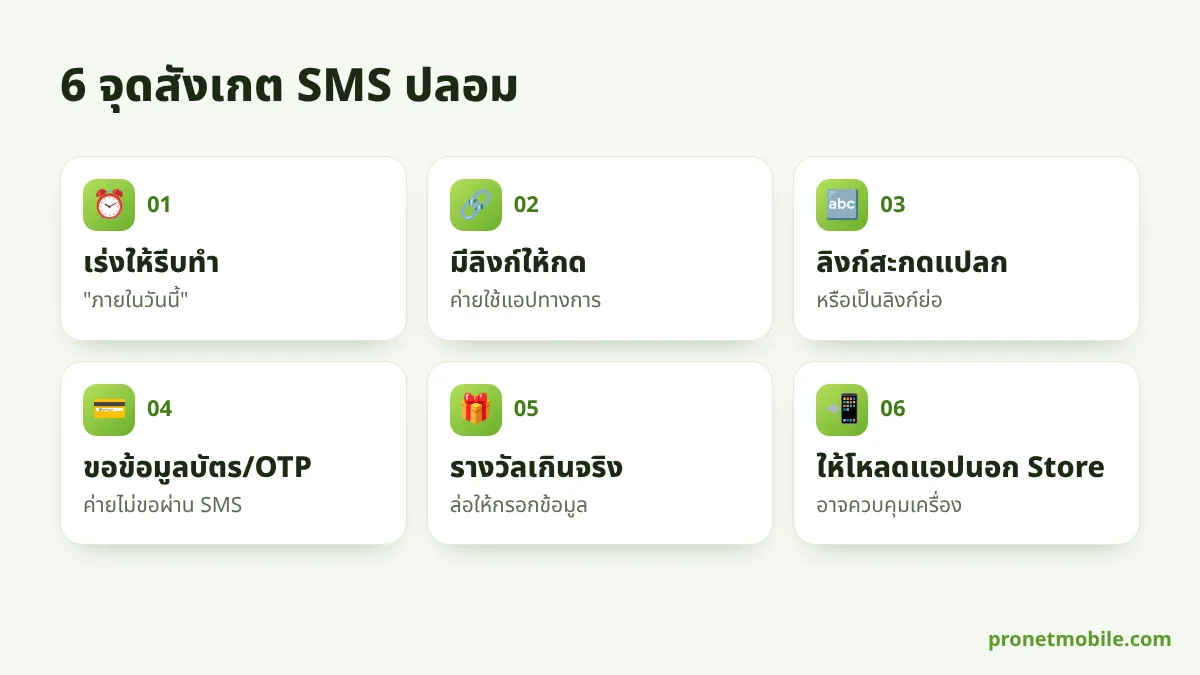 6 จุดสังเกต SMS ปลอม
01
เร่งให้รีบทำ
"ภายในวันนี้"
02
มีลิงก์ให้กด
ค่ายใช้แอปทางการ
abc
03
ลิงก์สะกดแปลก
หรือเป็นลิงก์ย่อ
04
ขอข้อมูลบัตร/OTP
ค่ายไม่ขอผ่าน SMS
05
รางวัลเกินจริง
ล่อให้กรอกข้อมูล
06
ให้โหลดแอปนอก Store
อาจควบคุมเครื่อง
pronetmobile.com